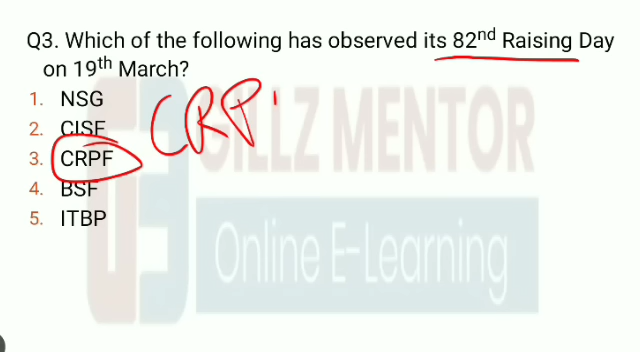 Q3. Which of the following has observed its 82nd Raising Day
on 19th March?
1. NSG
2. CISF
3. CRPF
4. BSF
5. ITBP
CRP
GILLZ MENTOR
Online E-Learning